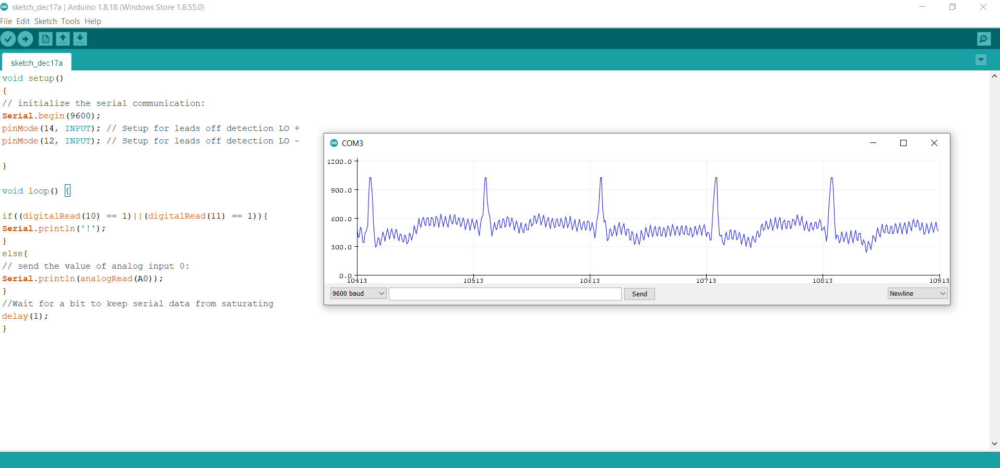 sketch_dec17a | Arduino 1.8.18 (Windows Store 1.8.55.0)
File Edit Sketch Tools Help
sketch_dec17a
void setup()
{
// initialize the serial communication:
Serial.begin(9600);
pinMode(14, INPUT); // Setup for leads off detection LO +
pinMode(12, INPUT); // Setup for leads off detection LO -
}
void loop() {
if((digitalRead(10) == 1)||(digitalRead(11) == 1)){
Serial.println('!');
}
else{
// send the value of analog input 0:
Serial.println(analogRead(A0));
}
//Wait for a bit to keep serial data from saturating
delay(1);
}
COM3
1200.0
900.0
600.0
300.0
0.0
10413 10513 10613 10713 10813 10913
9600 baud Send Newline